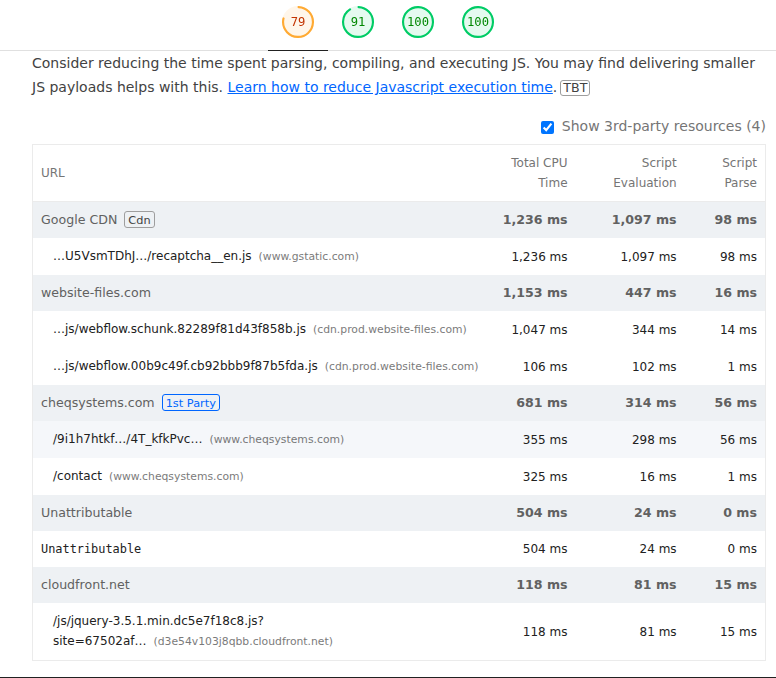 79 91 100 100
Consider reducing the time spent parsing, compiling, and executing JS. You may find delivering smaller
JS payloads helps with this. Learn how to reduce Javascript execution time. TBT
Show 3rd-party resources (4)
URL Total CPU Time Script Evaluation Script Parse
Google CDN Cdn 1,236 ms 1,097 ms 98 ms
…U5VsmTDhJ…/recaptcha__en.js (www.gstatic.com) 1,236 ms 1,097 ms 98 ms
website-files.com 1,153 ms 447 ms 16 ms
…js/webflow.schunk.82289f81d43f858b.js (cdn.prod.website-files.com) 1,047 ms 344 ms 14 ms
…js/webflow.00b9c49f.cb92bbb9f87b5fda.js (cdn.prod.website-files.com) 106 ms 102 ms 1 ms
cheqsystems.com 1st Party 681 ms 314 ms 56 ms
/9i1h7htkf…/4T_kfkPvc… (www.cheqsystems.com) 355 ms 298 ms 56 ms
/contact (www.cheqsystems.com) 325 ms 16 ms 1 ms
Unattributable 504 ms 24 ms 0 ms
Unattributable 504 ms 24 ms 0 ms
cloudfront.net 118 ms 81 ms 15 ms
/js/jquery-3.5.1.min.dc5e7f18c8.js?
site=67502af… (d3e54v103j8qbb.cloudfront.net) 118 ms 81 ms 15 ms